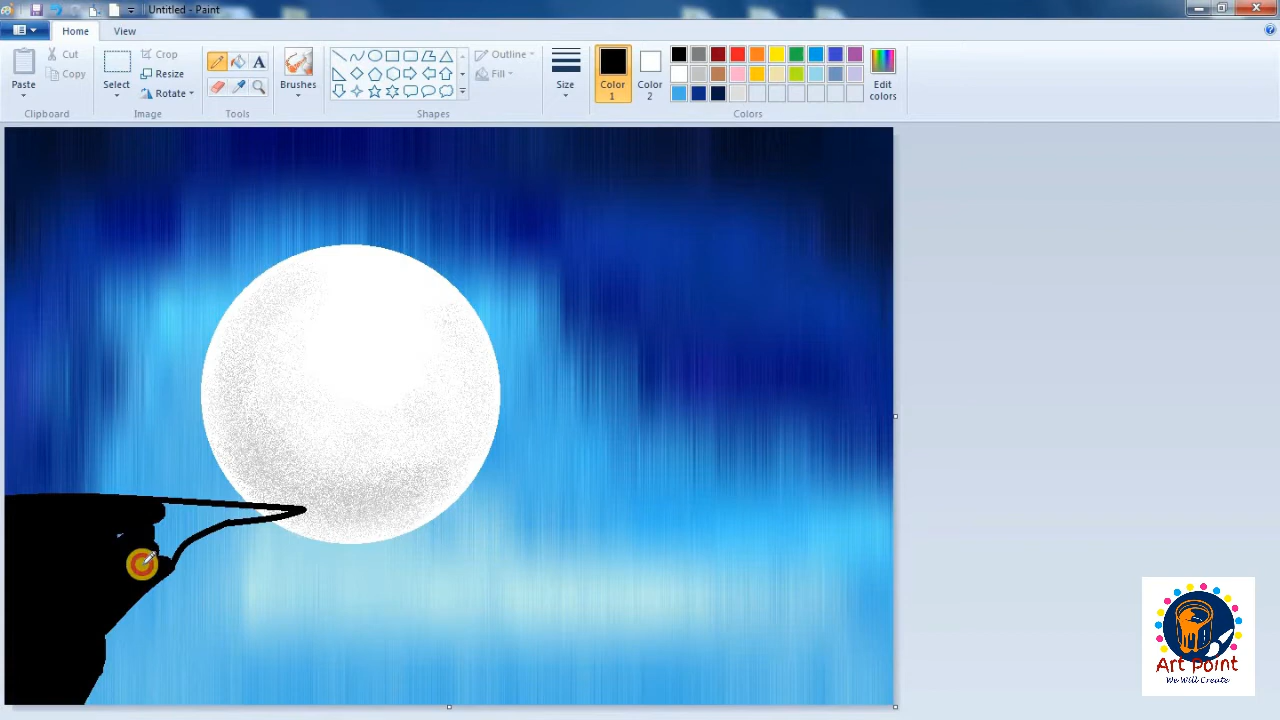 Untitled - Paint
Home
View
Paste
Cut
Copy
Clipboard
Select
Crop
Resize
Rotate
Image
A
Tools
Brushes
Outline
Fill
Shapes
Size
Color
1
Color
2
Colors
Edit
colors
Art Point
We Will Create